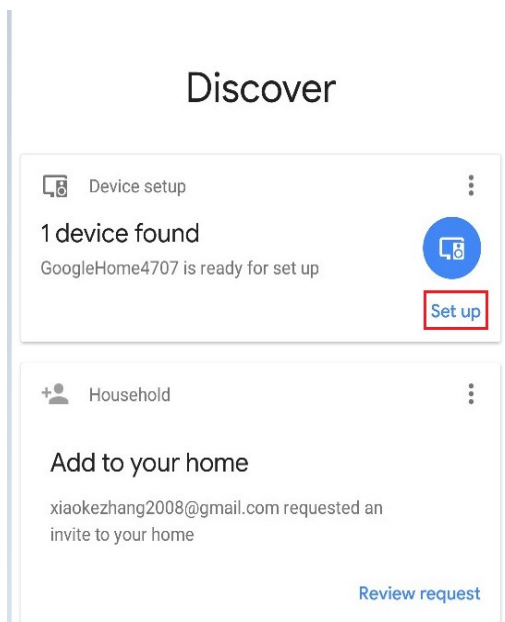 Discover
Device setup
1 device found
GoogleHome4707 is ready for set up
Set up
Household
Add to your home
xiaokezhang2008@gmail.com requested an
invite to your home
Review request